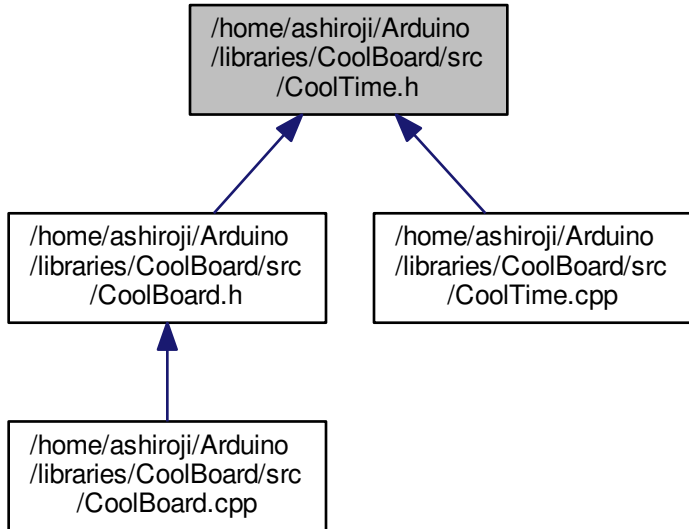 /home/ashiroji/Arduino
/libraries/CoolBoard/src
/CoolTime.h
/home/ashiroji/Arduino
/libraries/CoolBoard/src
/CoolBoard.h
/home/ashiroji/Arduino
/libraries/CoolBoard/src
/CoolTime.cpp
/home/ashiroji/Arduino
/libraries/CoolBoard/src
/CoolBoard.cpp